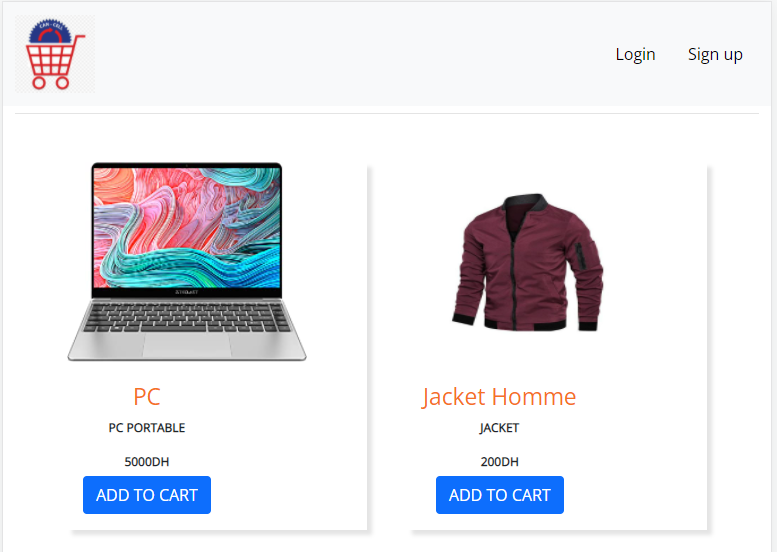 Login Sign up
PC
PC PORTABLE
5000DH
ADD TO CART
Jacket Homme
JACKET
200DH
ADD TO CART